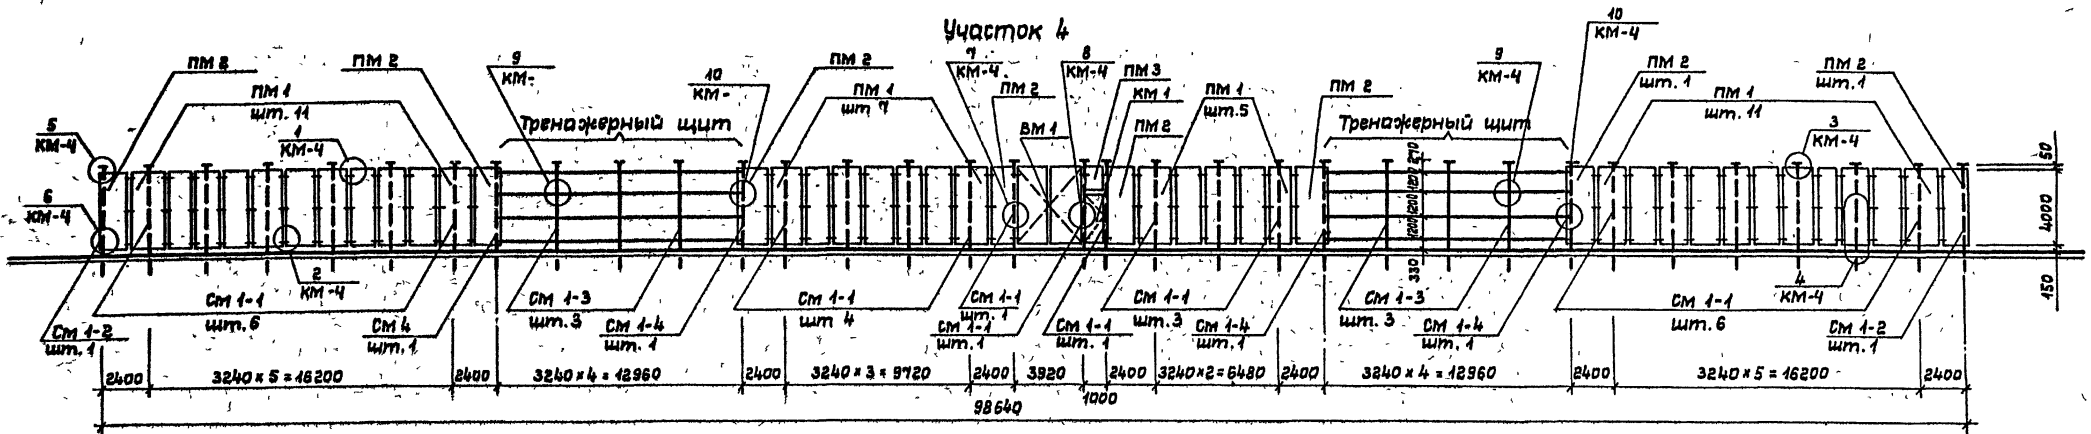 Участок 4
5
КМ-4
6
КМ-4
ПМ 2
ПМ 1
шт. 11
ПМ 2
1
КМ-4
2
КМ-4
9
КМ-
Тренажерный щит
10
КМ-
ПМ 2
ПМ 1
шт 7
7
КМ-4
ПМ 2
ВМ 1
8
КМ-4
ПМ 3
КМ 1
ПМ 2
ПМ 1
шт. 5
ПМ 2
Тренажерный щит
9
КМ-4
10
КМ-4
ПМ 2
шт. 1
ПМ 1
шт. 11
ПМ 2
шт. 1
3
КМ-4
4
КМ-4
270
1200
1200
1200
330
50
4000
150
СМ 1-2
шт. 1
СМ 1-1
шт. 6
СМ 4
шт. 1
СМ 1-3
шт. 3
СМ 1-4
шт. 1
СМ 1-1
шт 4
СМ 1-1
шт. 1
СМ 1-1
шт. 1
СМ 1-1
шт. 1
СМ 1-1
шт. 3
СМ 1-4
шт. 1
СМ 1-3
шт. 3
СМ 1-4
шт. 1
СМ 1-1
шт. 6
СМ 1-2
шт. 1
2400
3240 × 5 = 16200
2400
3240 × 4 = 12960
2400
3240 × 3 = 9720
2400
3920
1000
2400
3240×2=6480
2400
3240 × 4 = 12960
2400
3240 × 5 = 16200
2400
98640